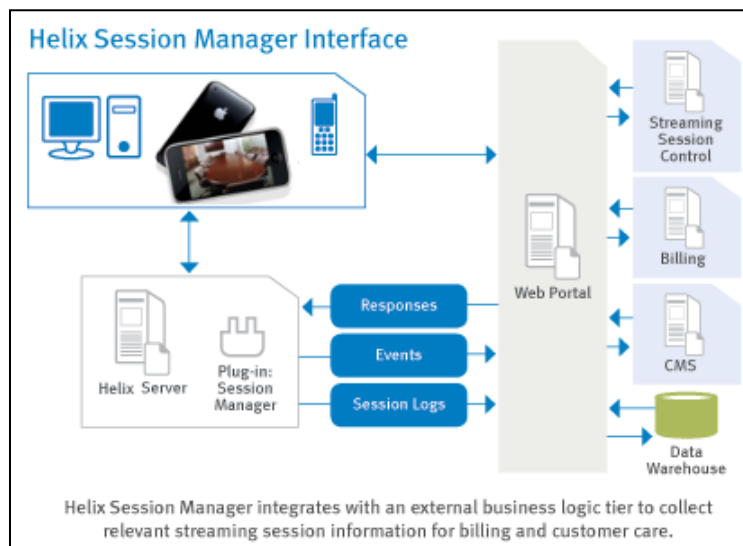 Helix Session Manager Interface
Streaming
Session
Control
Billing
Web Portal
Responses
Events
Session Logs
Helix Server
Plug-in:
Session
Manager
CMS
Data
Warehouse
Helix Session Manager integrates with an external business logic tier to collect
relevant streaming session information for billing and customer care.